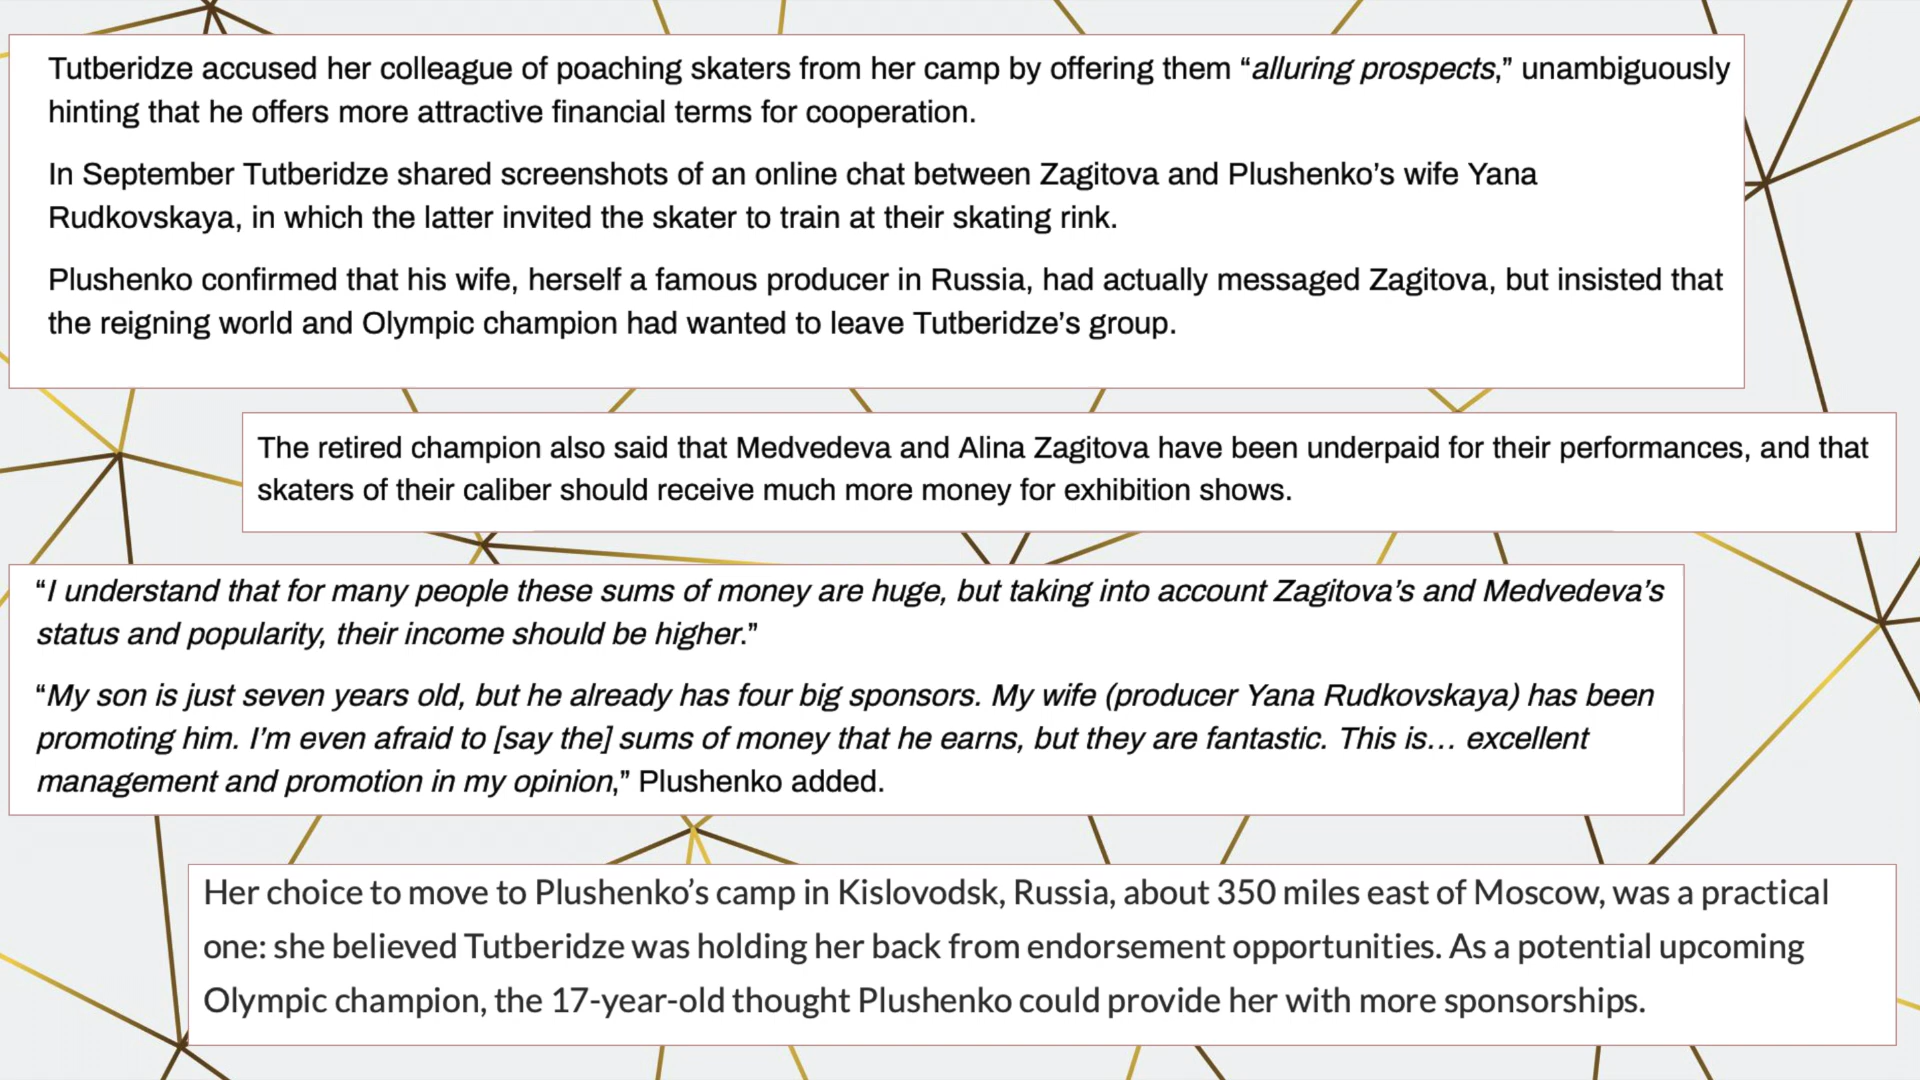 Tutberidze accused her colleague of poaching skaters from her camp by offering them “alluring prospects,” unambiguously
hinting that he offers more attractive financial terms for cooperation.
In September Tutberidze shared screenshots of an online chat between Zagitova and Plushenko’s wife Yana
Rudkovskaya, in which the latter invited the skater to train at their skating rink.
Plushenko confirmed that his wife, herself a famous producer in Russia, had actually messaged Zagitova, but insisted that
the reigning world and Olympic champion had wanted to leave Tutberidze’s group.
The retired champion also said that Medvedeva and Alina Zagitova have been underpaid for their performances, and that
skaters of their caliber should receive much more money for exhibition shows.
“I understand that for many people these sums of money are huge, but taking into account Zagitova’s and Medvedeva’s
status and popularity, their income should be higher.”
“My son is just seven years old, but he already has four big sponsors. My wife (producer Yana Rudkovskaya) has been
promoting him. I’m even afraid to [say the] sums of money that he earns, but they are fantastic. This is… excellent
management and promotion in my opinion,” Plushenko added.
Her choice to move to Plushenko’s camp in Kislovodsk, Russia, about 350 miles east of Moscow, was a practical
one: she believed Tutberidze was holding her back from endorsement opportunities. As a potential upcoming
Olympic champion, the 17-year-old thought Plushenko could provide her with more sponsorships.